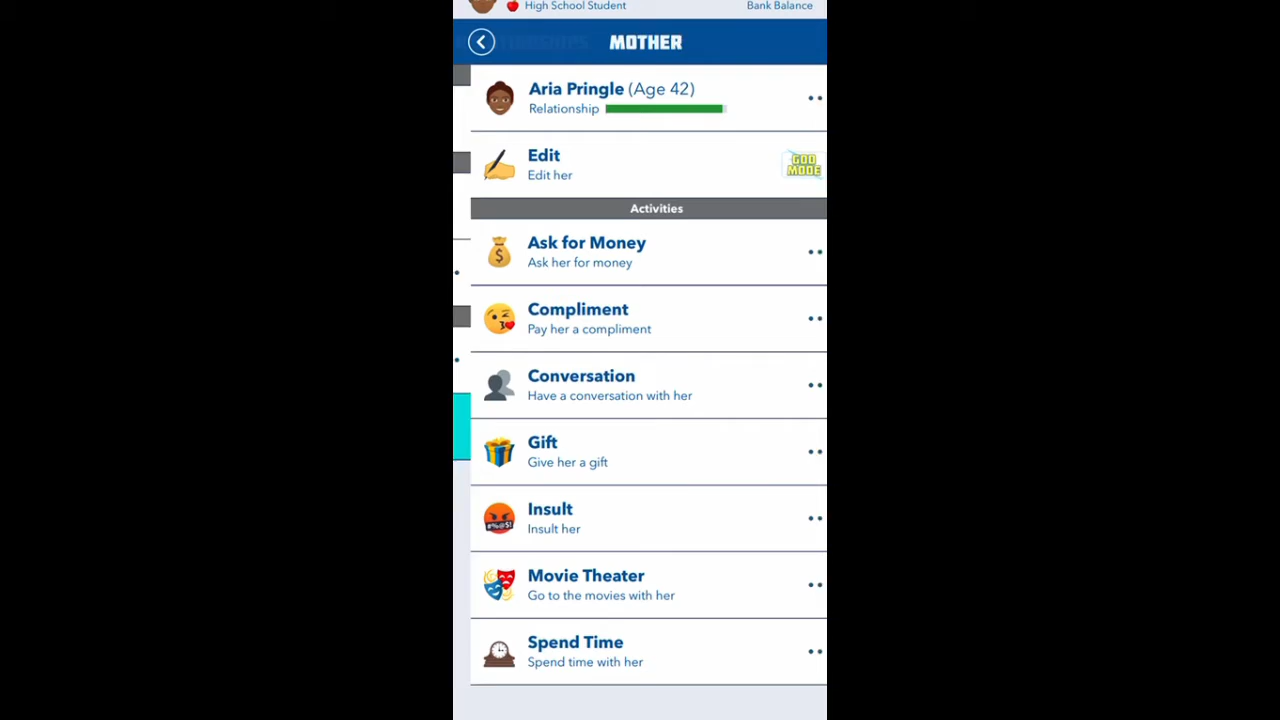 High School Student
Bank Balance
MOTHER
Aria Pringle (Age 42)
Relationship
Edit
Edit her
GOD
MODE
Activities
Ask for Money
Ask her for money
Compliment
Pay her a compliment
Conversation
Have a conversation with her
Gift
Give her a gift
Insult
Insult her
Movie Theater
Go to the movies with her
Spend Time
Spend time with her